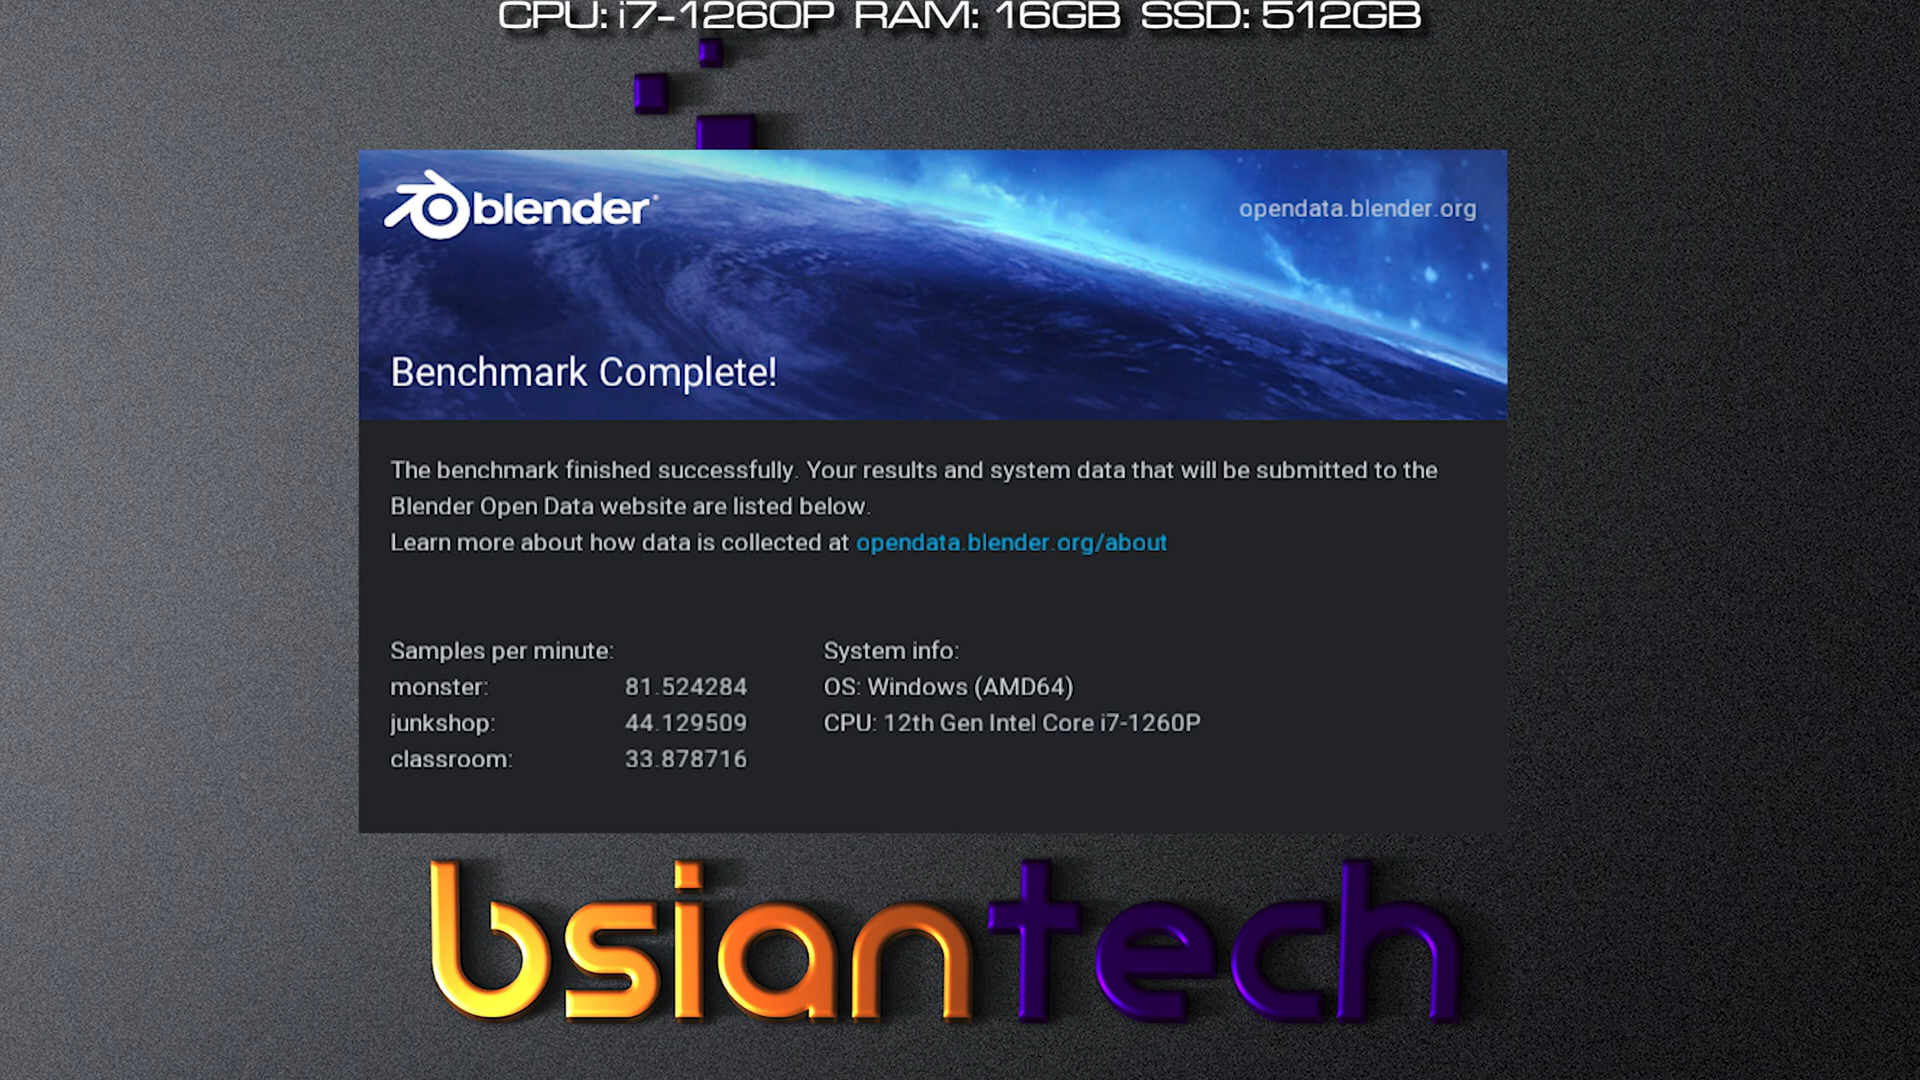 CPU: i7-1260P RAM: 16GB SSD: 512GB
blender
opendata.blender.org
Benchmark Complete!
The benchmark finished successfully. Your results and system data that will be submitted to the
Blender Open Data website are listed below.
Learn more about how data is collected at opendata.blender.org/about
Samples per minute:
monster: 81.524284
junkshop: 44.129509
classroom: 33.878716
System info:
OS: Windows (AMD64)
CPU: 12th Gen Intel Core i7-1260P
bsiantech